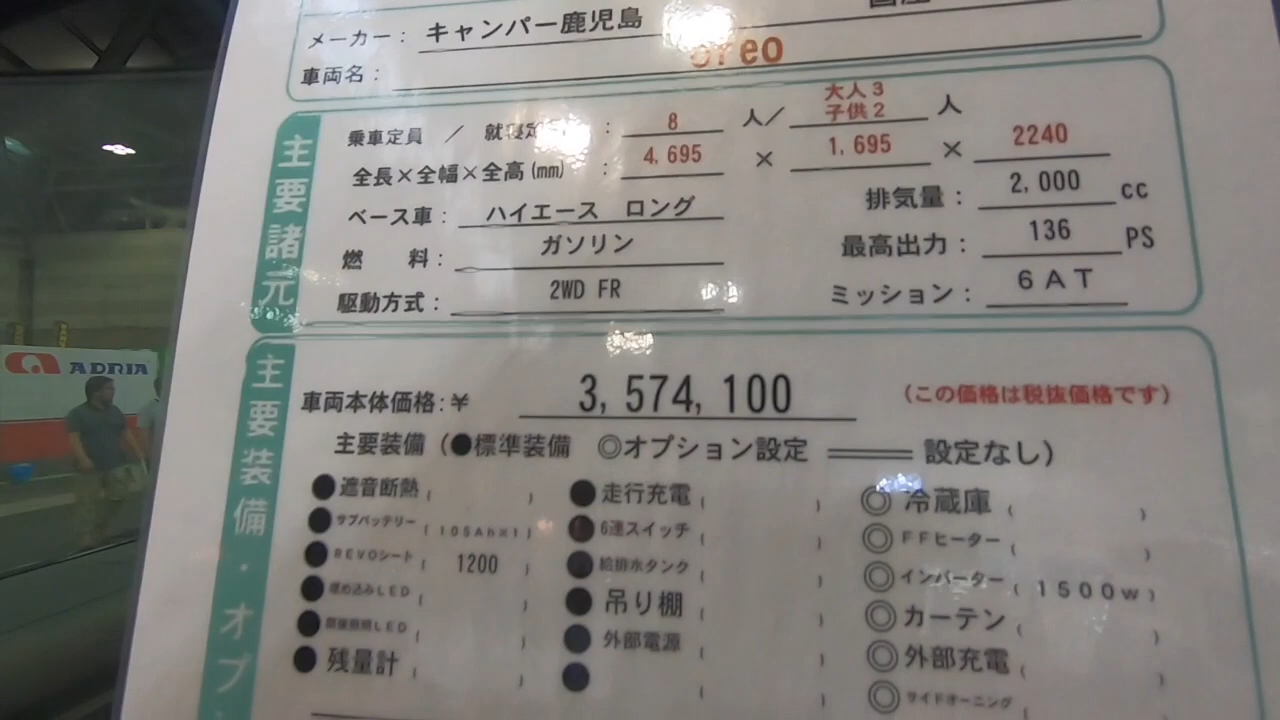 メーカー： キャンパー鹿児島
車両名： oreo
主要諸元
乗車定員 ／ 就寝定 ： 8 人／ 大人3 子供2 人
全長×全幅×全高(mm) ： 4,695 × 1,695 × 2240
ベース車： ハイエース ロング 排気量： 2,000 cc
燃 料： ガソリン 最高出力： 136 PS
駆動方式： 2WD FR ミッション： 6AT
主要装備・オプ
車両本体価格：¥ 3,574,100 (この価格は税抜価格です)
主要装備（●標準装備 ◎オプション設定 ═══ 設定なし）
●遮音断熱（ ） ●走行充電（ ） ◎冷蔵庫（ ）
●サブバッテリー（105Ah×1） ●6連スイッチ（ ） ◎FFヒーター（ ）
●REVOシート（ 1200 ） ●給排水タンク（ ） ◎インバーター（1500w）
●埋め込みLED（ ） ●吊り棚（ ） ◎カーテン（ ）
●間接照明LED（ ） ●外部電源（ ） ◎外部充電（ ）
●残量計（ ） ●（ ） ◎サイドオーニング（
ADRIA